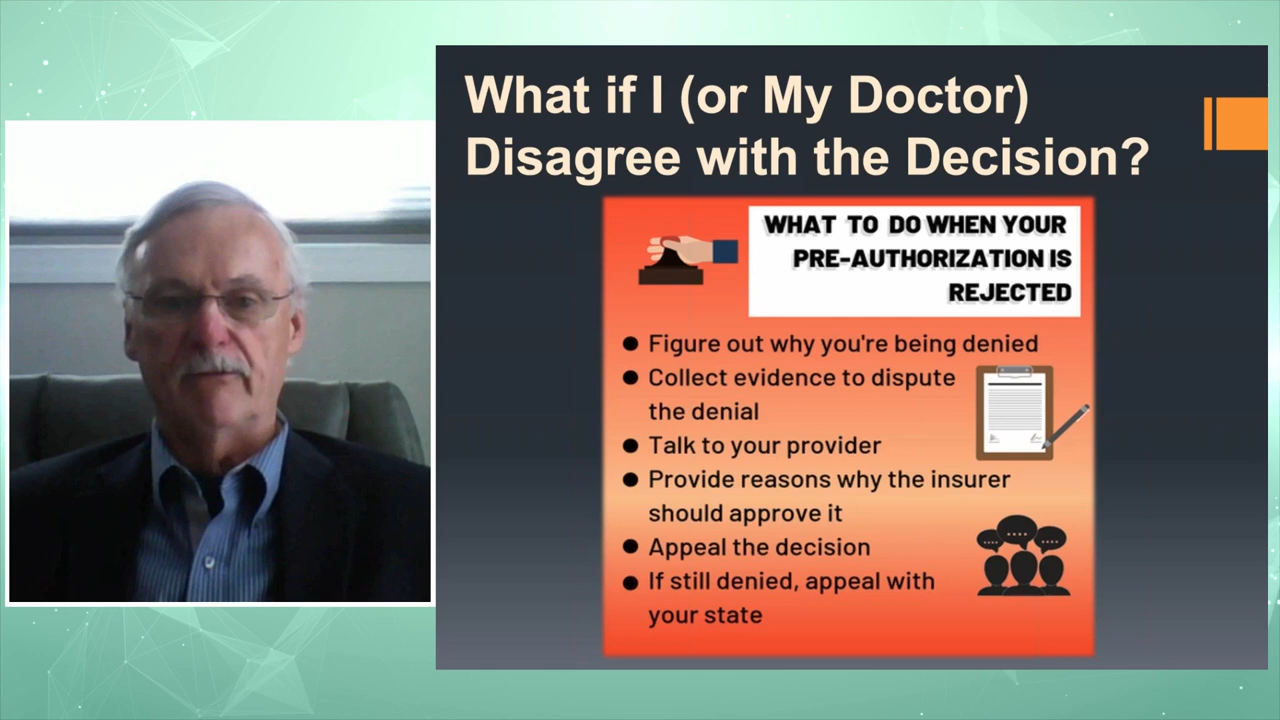 What if I (or My Doctor)
Disagree with the Decision?
WHAT TO DO WHEN YOUR
PRE-AUTHORIZATION IS
REJECTED
● Figure out why you're being denied
● Collect evidence to dispute
the denial
● Talk to your provider
● Provide reasons why the insurer
should approve it
● Appeal the decision
● If still denied, appeal with
your state